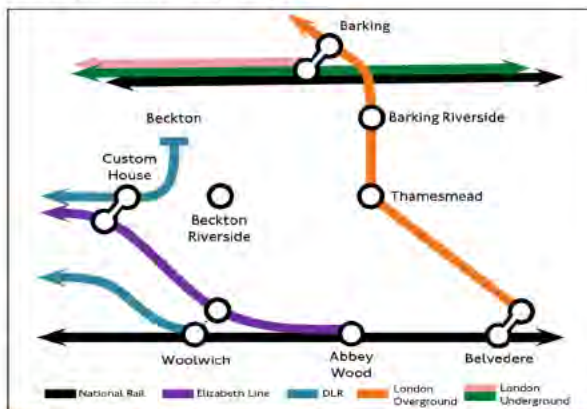 Barking
Beckton
Barking Riverside
Custom
House
Beckton
Riverside
Thamesmead
Woolwich
Abbey
Wood
Belvedere
National Rail
Elizabeth Line
DLR
London
Overground
London
Underground